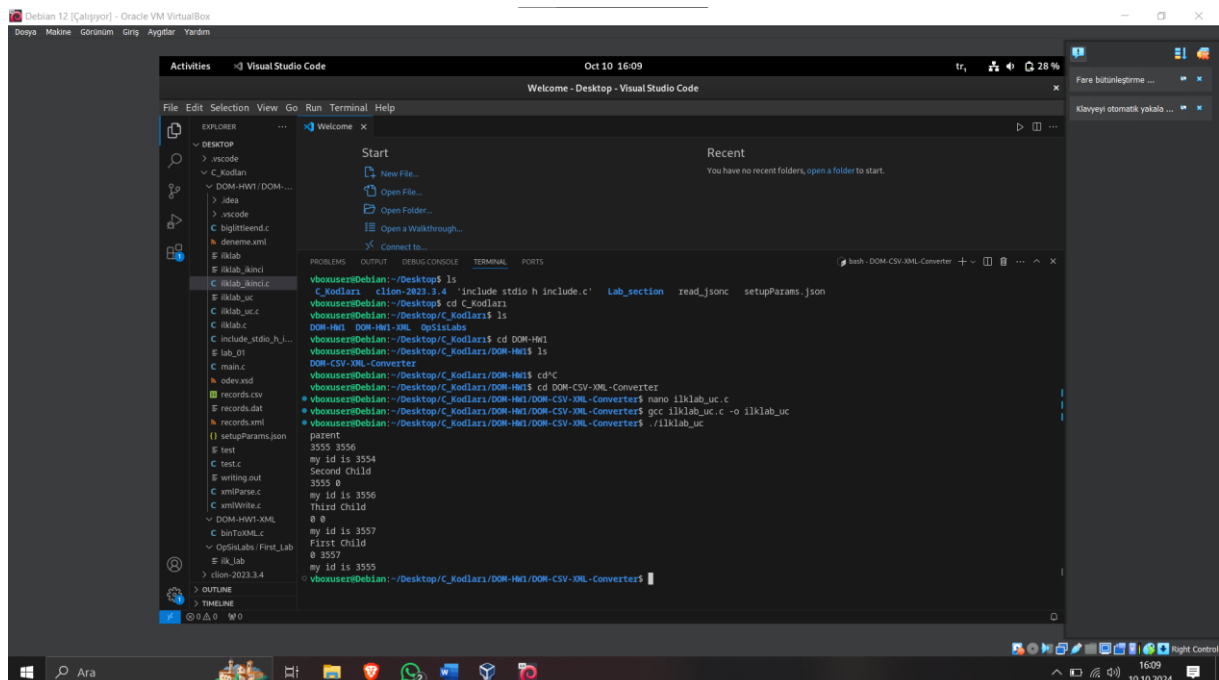 Debian 12 [Çalışıyor] - Oracle VM VirtualBox
Dosya Makine Görünüm Giriş Aygıtlar Yardım
Activities Visual Studio Code Oct 10 16:09 tr₁ 28 %
Welcome - Desktop - Visual Studio Code
File Edit Selection View Go Run Terminal Help
EXPLORER
DESKTOP
.vscode
C_Kodları
DOM-HW1/DOM-...
.idea
.vscode
biglittleend.c
deneme.xml
ilklab
ilklab_ikinci
ilklab_ikinci.c
ilklab_uc
ilklab_uc.c
ilklab.c
include_stdio_h_i...
lab_01
main.c
odev.xsd
records.csv
records.dat
records.xml
setupParams.json
test
test.c
writing.out
xmlParse.c
xmlWrite.c
DOM-HW1-XML
binToXML.c
OpSisLabs/First_Lab
ilk_lab
clion-2023.3.4
OUTLINE
TIMELINE
Welcome
Start
New File...
Open File...
Open Folder...
Open a Walkthrough...
Connect to...
Recent
You have no recent folders, open a folder to start.
PROBLEMS OUTPUT DEBUG CONSOLE TERMINAL PORTS bash - DOM-CSV-XML-Converter
vboxuser@Debian:~/Desktop$ ls
C_Kodları clion-2023.3.4 'include stdio h include.c' Lab_section read_jsonc setupParams.json
vboxuser@Debian:~/Desktop$ cd C_Kodları
vboxuser@Debian:~/Desktop/C_Kodları$ ls
DOM-HW1 DOM-HW1-XML OpSisLabs
vboxuser@Debian:~/Desktop/C_Kodları$ cd DOM-HW1
vboxuser@Debian:~/Desktop/C_Kodları/DOM-HW1$ ls
DOM-CSV-XML-Converter
vboxuser@Debian:~/Desktop/C_Kodları/DOM-HW1$ cd^C
vboxuser@Debian:~/Desktop/C_Kodları/DOM-HW1$ cd DOM-CSV-XML-Converter
vboxuser@Debian:~/Desktop/C_Kodları/DOM-HW1/DOM-CSV-XML-Converter$ nano ilklab_uc.c
vboxuser@Debian:~/Desktop/C_Kodları/DOM-HW1/DOM-CSV-XML-Converter$ gcc ilklab_uc.c -o ilklab_uc
vboxuser@Debian:~/Desktop/C_Kodları/DOM-HW1/DOM-CSV-XML-Converter$ ./ilklab_uc
parent
3555 3556
my id is 3554
Second Child
3555 0
my id is 3556
Third Child
0 0
my id is 3557
First Child
0 3557
my id is 3555
vboxuser@Debian:~/Desktop/C_Kodları/DOM-HW1/DOM-CSV-XML-Converter$
0 0 0
Fare bütünleştirme ...
Klavyeyi otomatik yakala ...
Right Control
Ara
16:09
10.10.2024